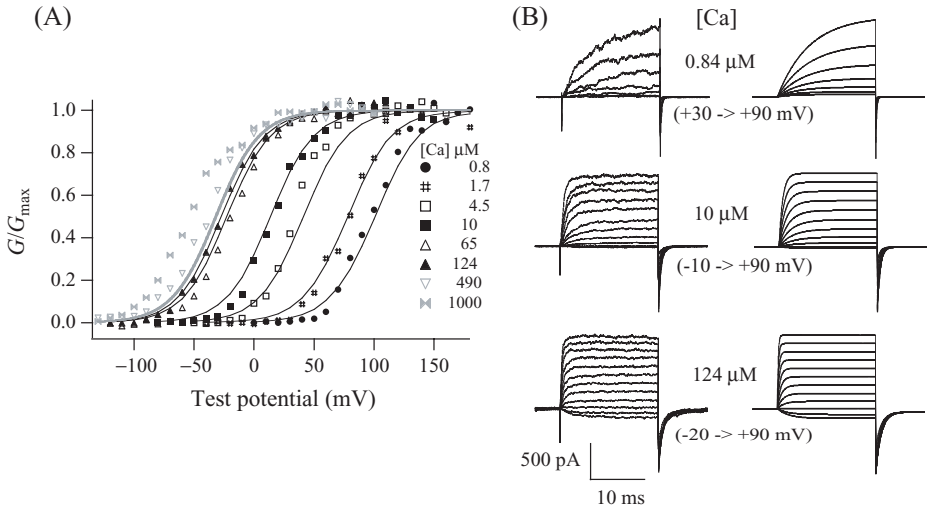 (A)
G/Gmax
1.0
0.8
0.6
0.4
0.2
0.0
−100
−50
0
50
100
150
Test potential (mV)
[Ca] µM
0.8
1.7
4.5
10
65
124
490
1000
(B)
[Ca]
0.84 µM
(+30 -> +90 mV)
10 µM
(-10 -> +90 mV)
124 µM
(-20 -> +90 mV)
500 pA
10 ms